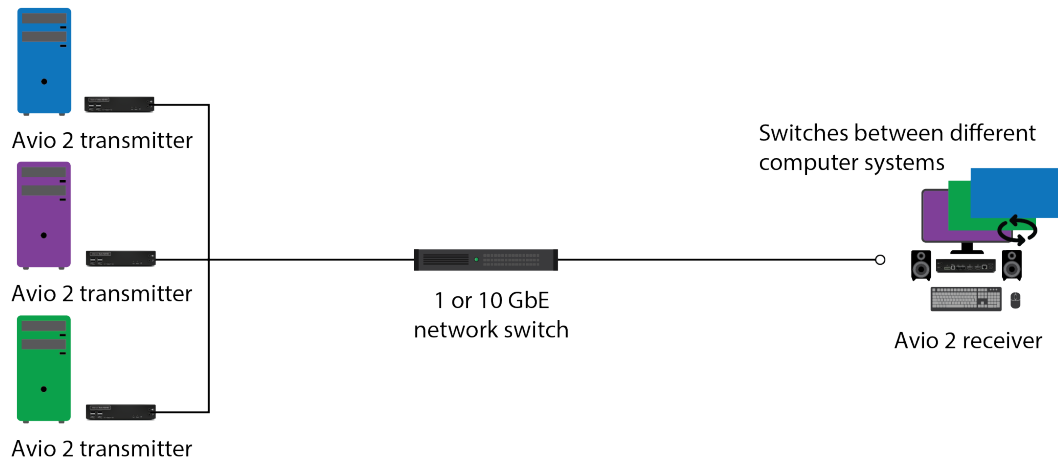 Avio 2 transmitter
Switches between different
computer systems
Avio 2 transmitter
1 or 10 GbE
network switch
Avio 2 receiver
Avio 2 transmitter